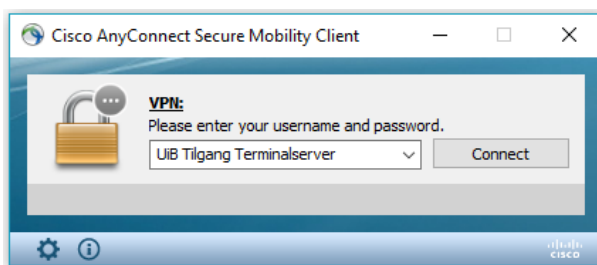 Cisco AnyConnect Secure Mobility Client
VPN:
Please enter your username and password.
UiB Tilgang Terminalserver
Connect
CISCO